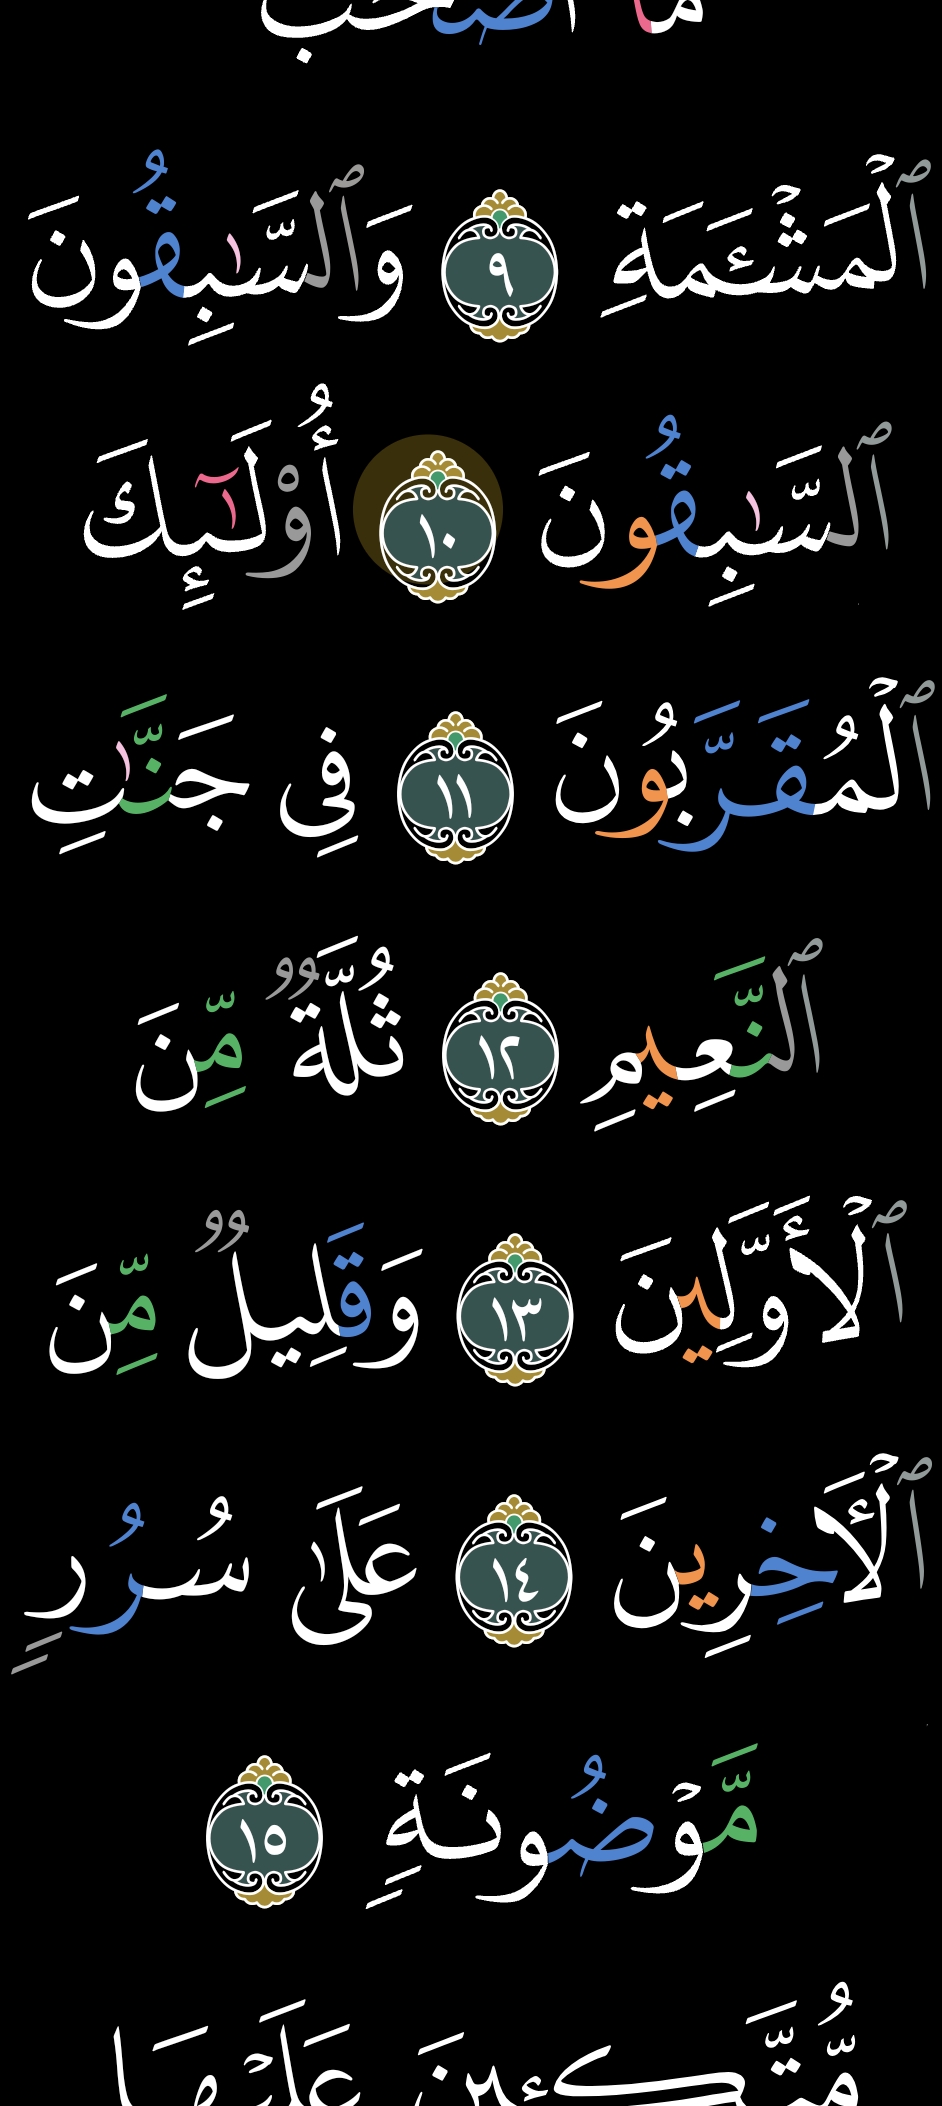 مَآ أَصْحَٰبُ
ٱلْمَشْـَٔمَةِ ٩ وَٱلسَّٰبِقُونَ
ٱلسَّٰبِقُونَ ١٠ أُو۟لَٰٓئِكَ
ٱلْمُقَرَّبُونَ ١١ فِى جَنَّٰتِ
ٱلنَّعِيمِ ١٢ ثُلَّةٌ مِّنَ
ٱلْأَوَّلِينَ ١٣ وَقَلِيلٌ مِّنَ
ٱلْأَخِرِينَ ١٤ عَلَىٰ سُرُرٍ
مَّوْضُونَةٍ ١٥
مُّتَّكِـِٔينَ عَلَيْهَا